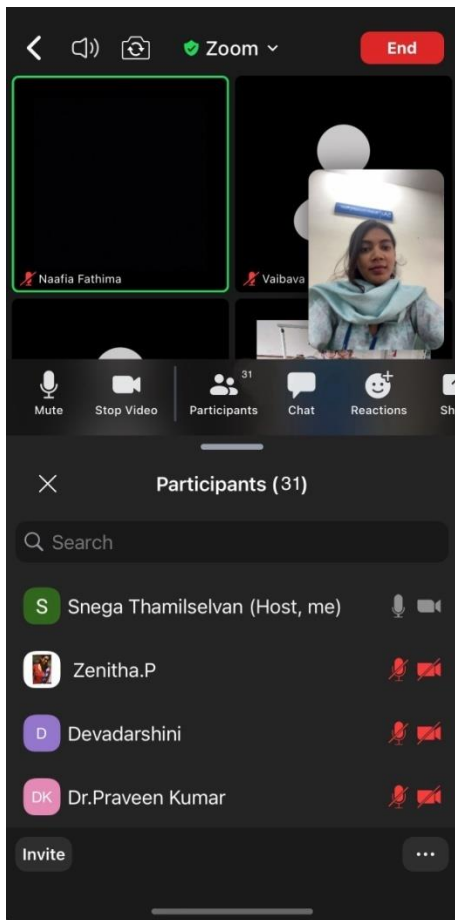 Zoom
End
Naafia Fathima
Vaibava
31
Mute
Stop Video
Participants
Chat
Reactions
Sh
Participants (31)
Search
S
Snega Thamilselvan (Host, me)
Zenitha.P
D
Devadarshini
DK
Dr.Praveen Kumar
Invite